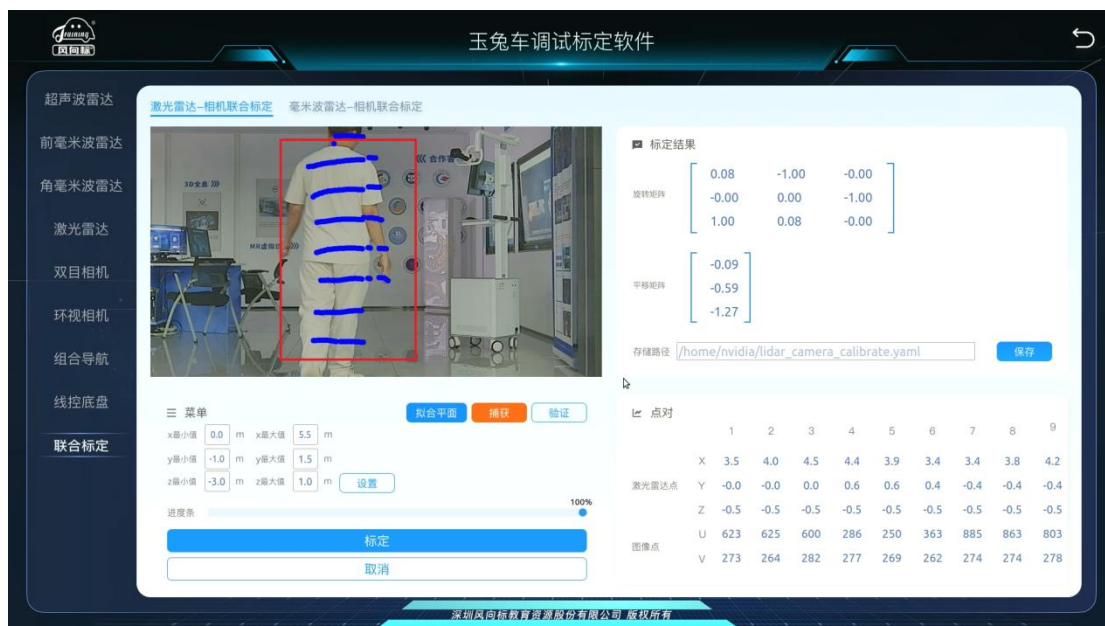 FXINING
风向标
玉兔车调试标定软件
超声波雷达
前毫米波雷达
角毫米波雷达
激光雷达
双目相机
环视相机
组合导航
线控底盘
联合标定
激光雷达-相机联合标定 毫米波雷达-相机联合标定
合作
3D全息
MR虚拟
标定结果
旋转矩阵
0.08 -1.00 -0.00
-0.00 0.00 -1.00
1.00 0.08 -0.00
平移矩阵
-0.09
-0.59
-1.27
存储路径 /home/nvidia/lidar_camera_calibrate.yaml 保存
菜单 拟合平面 捕获 验证
x最小值 0.0 m x最大值 5.5 m
y最小值 -1.0 m y最大值 1.5 m
z最小值 -3.0 m z最大值 1.0 m 设置
进度条 100%
标定
取消
点对
1 2 3 4 5 6 7 8 9
激光雷达点
X 3.5 4.0 4.5 4.4 3.9 3.4 3.4 3.8 4.2
Y -0.0 -0.0 0.0 0.6 0.6 0.4 -0.4 -0.4 -0.4
Z -0.5 -0.5 -0.5 -0.5 -0.5 -0.5 -0.5 -0.5 -0.5
图像点
U 623 625 600 286 250 363 885 863 803
V 273 264 282 277 269 262 274 274 278
深圳风向标教育资源股份有限公司 版权所有